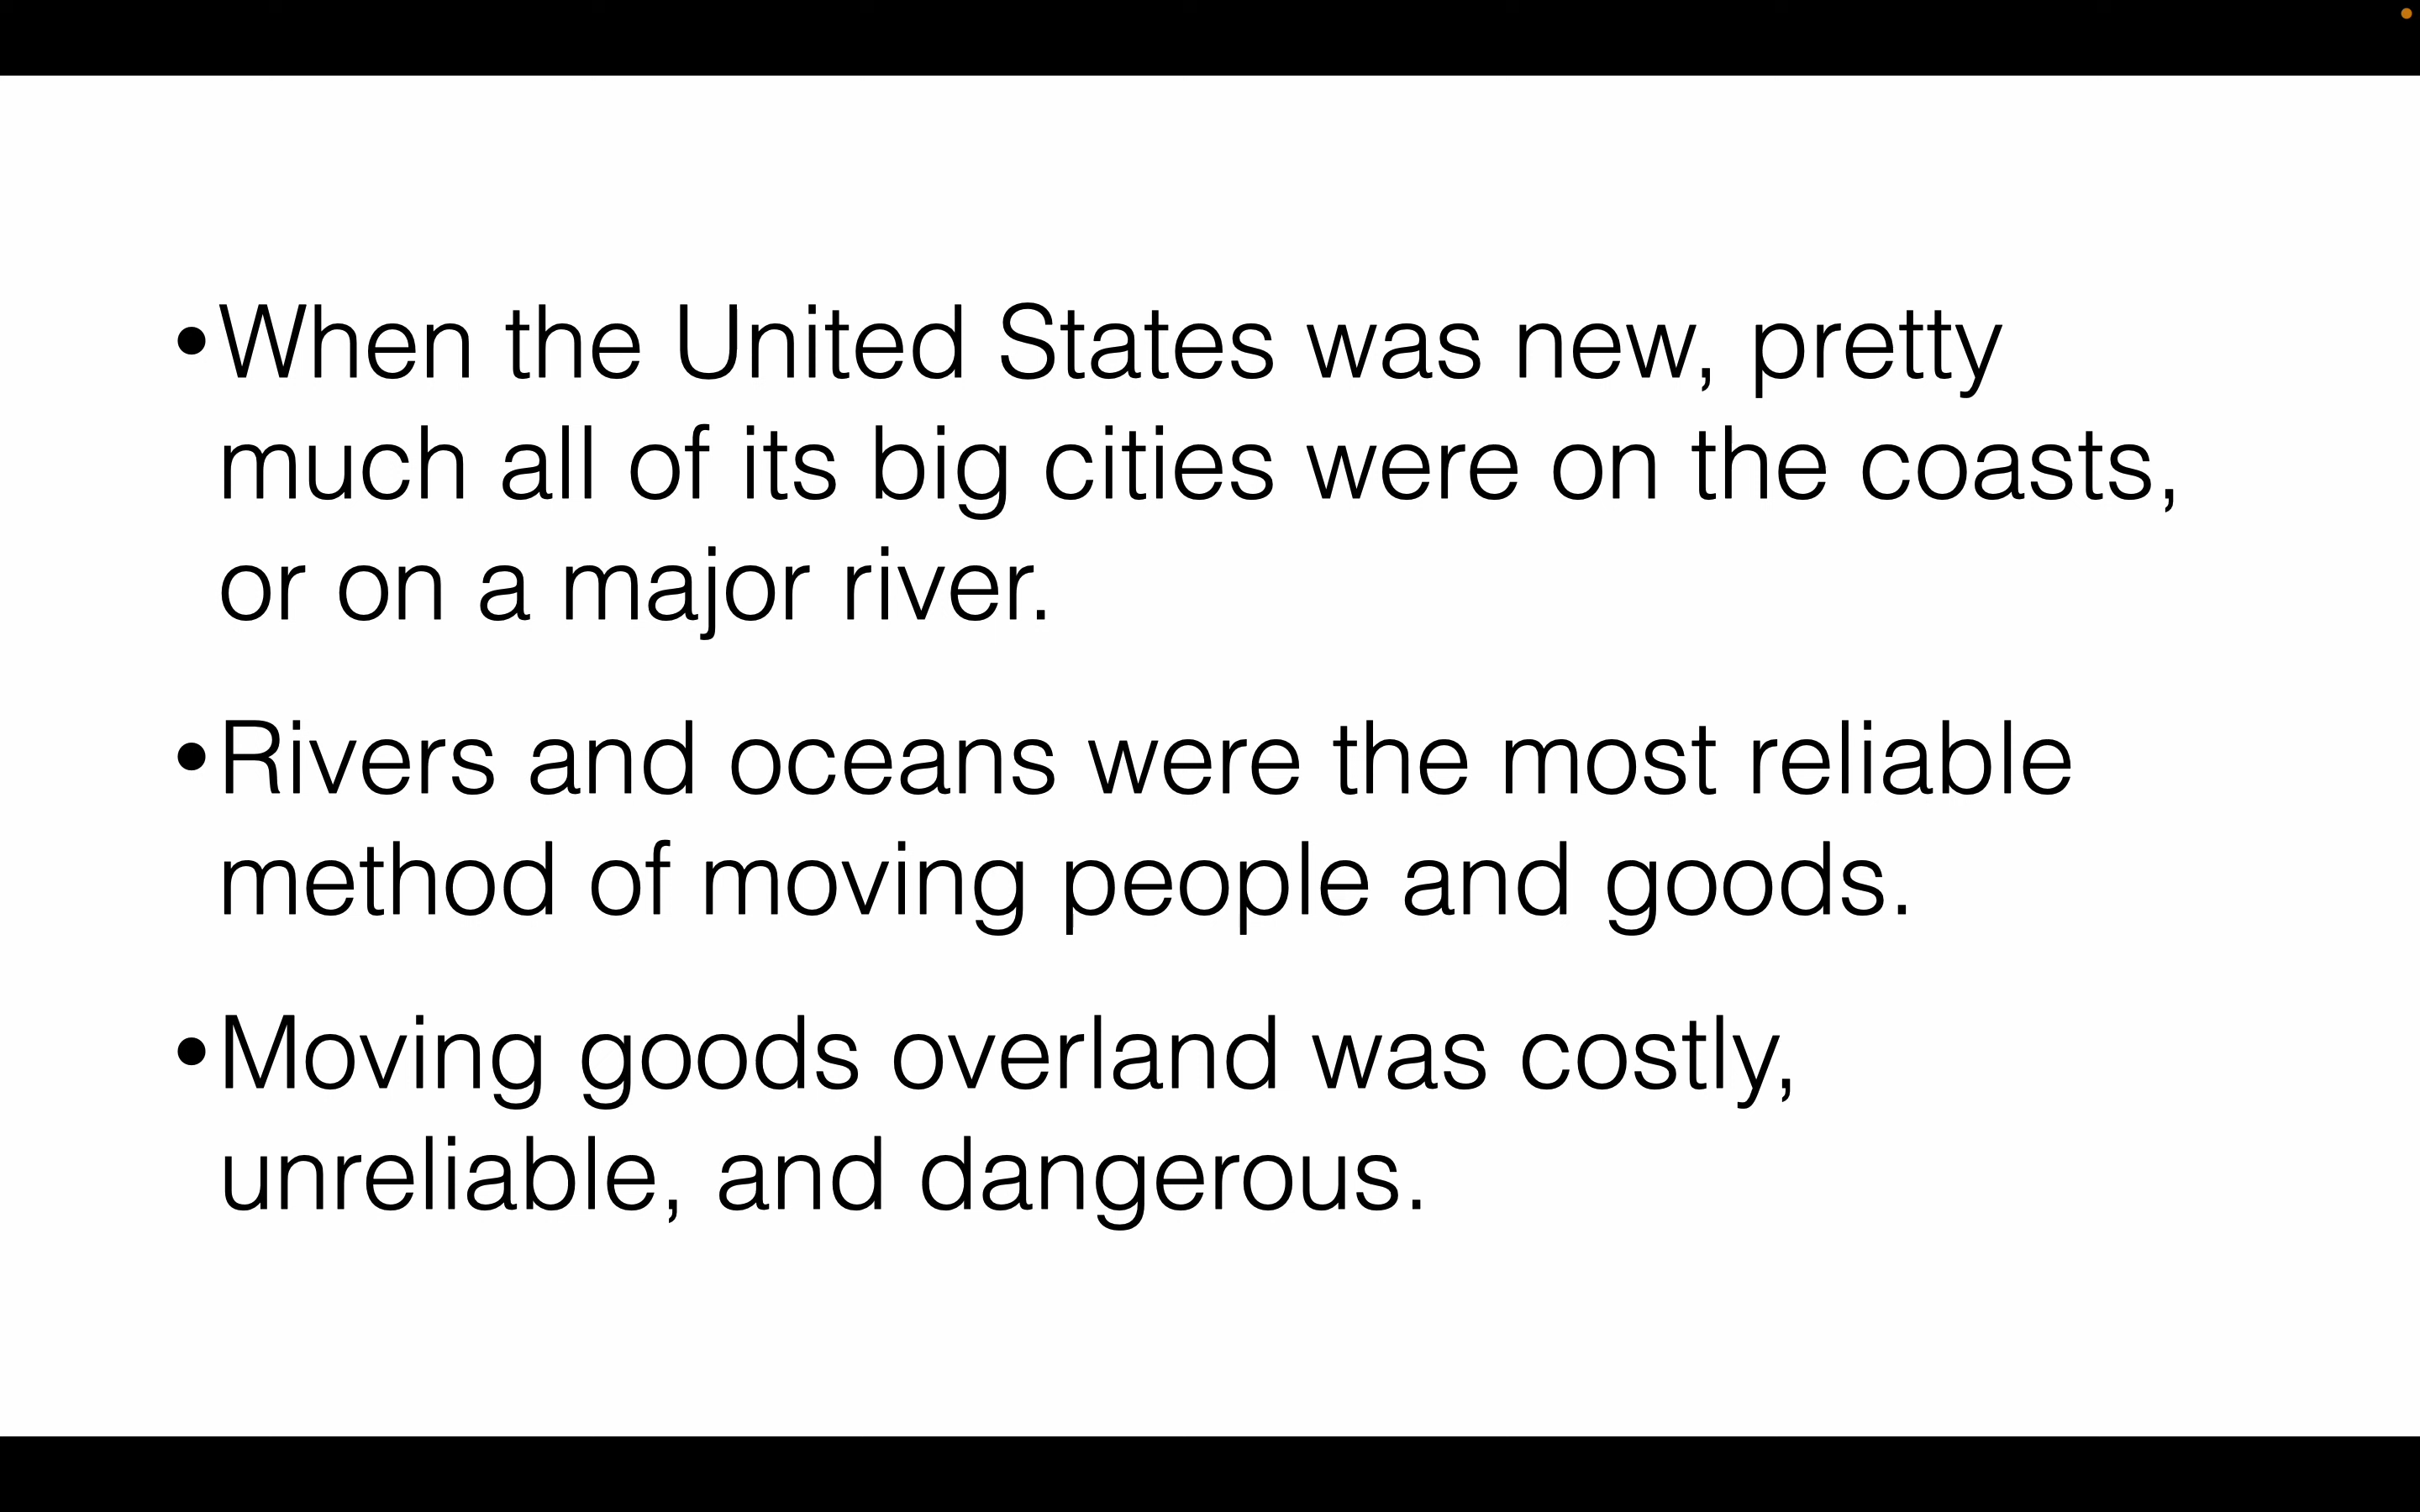 •When the United States was new, pretty
much all of its big cities were on the coasts,
or on a major river.
•Rivers and oceans were the most reliable
method of moving people and goods.
•Moving goods overland was costly,
unreliable, and dangerous.